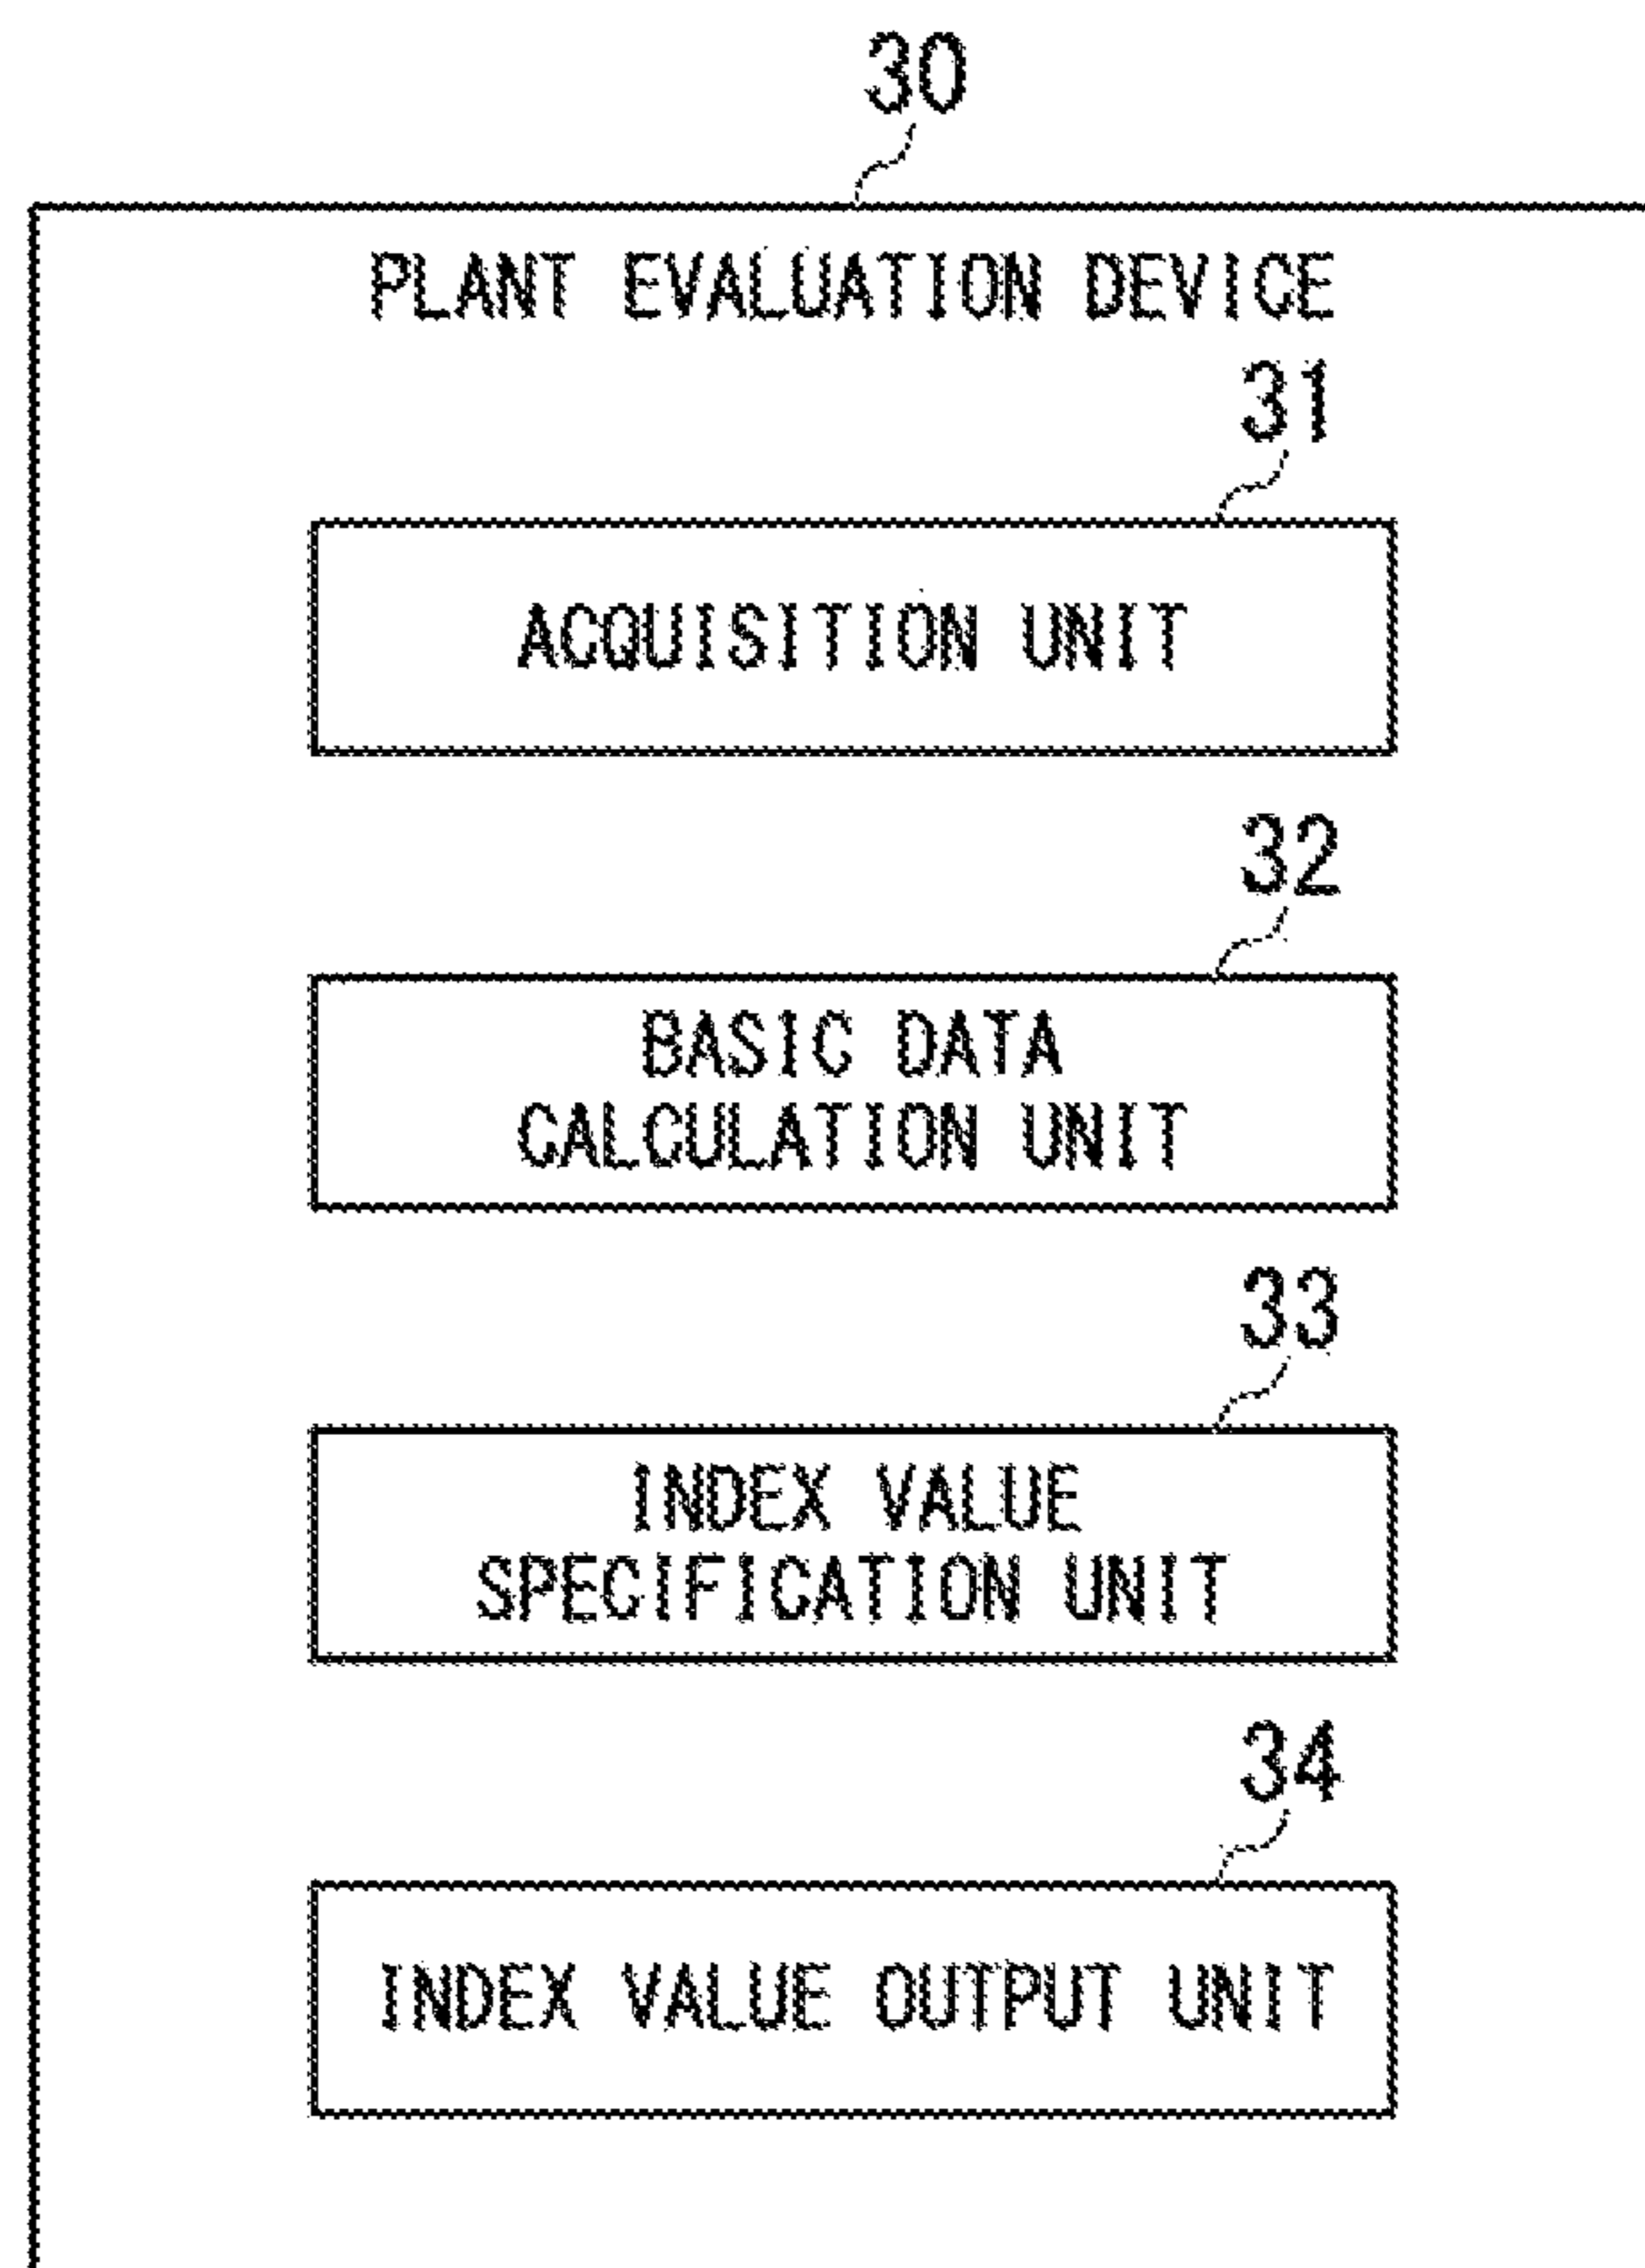 30
PLANT EVALUATION DEVICE
31
ACQUISITION UNIT
32
BASIC DATA
CALCULATION UNIT
33
INDEX VALUE
SPECIFICATION UNIT
34
INDEX VALUE OUTPUT UNIT